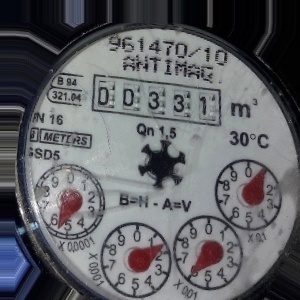 961470/10
ANTIMAG
B 94
321.04
00331 m³
N 16
METERS
Qn 1,5
30°C
GSD5
B=H - A=V
X 0,0001
X 0,001
X 0,01
X 0,1